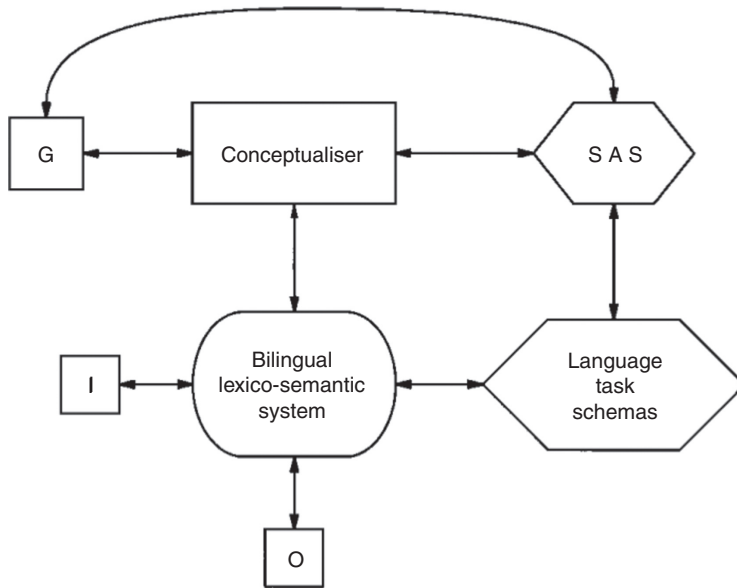 G
Conceptualiser
S A S
I
Bilingual
lexico-semantic
system
Language
task
schemas
O